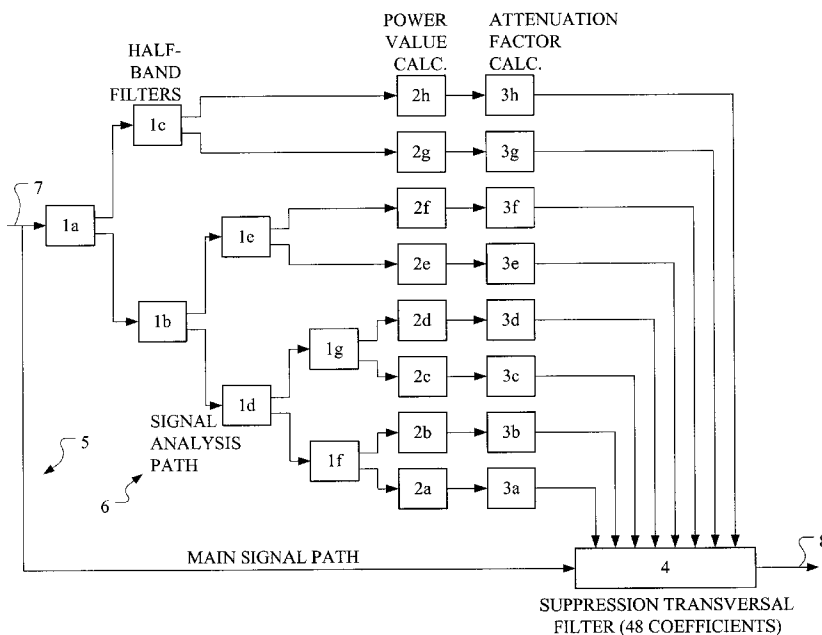 POWER
VALUE
CALC.
ATTENUATION
FACTOR
CALC.
HALF-
BAND
FILTERS
1c
2h
3h
2g
3g
7
1a
2f
3f
1e
2e
3e
1b
2d
3d
1g
2c
3c
1d
SIGNAL
ANALYSIS
PATH
2b
3b
1f
2a
3a
5
6
MAIN SIGNAL PATH
4
8
SUPPRESSION TRANSVERSAL
FILTER (48 COEFFICIENTS)